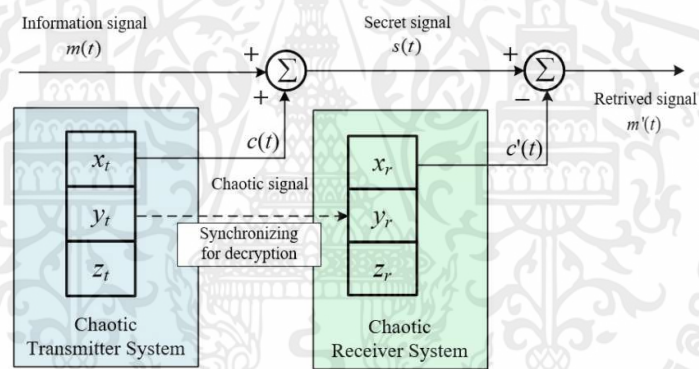 Information signal
m(t)
Secret signal
s(t)
+
+
Σ
+
−
Σ
Retrived signal
m'(t)
c(t)
Chaotic signal
c'(t)
x_t
y_t
z_t
Synchronizing
for decryption
x_r
y_r
z_r
Chaotic
Transmitter System
Chaotic
Receiver System